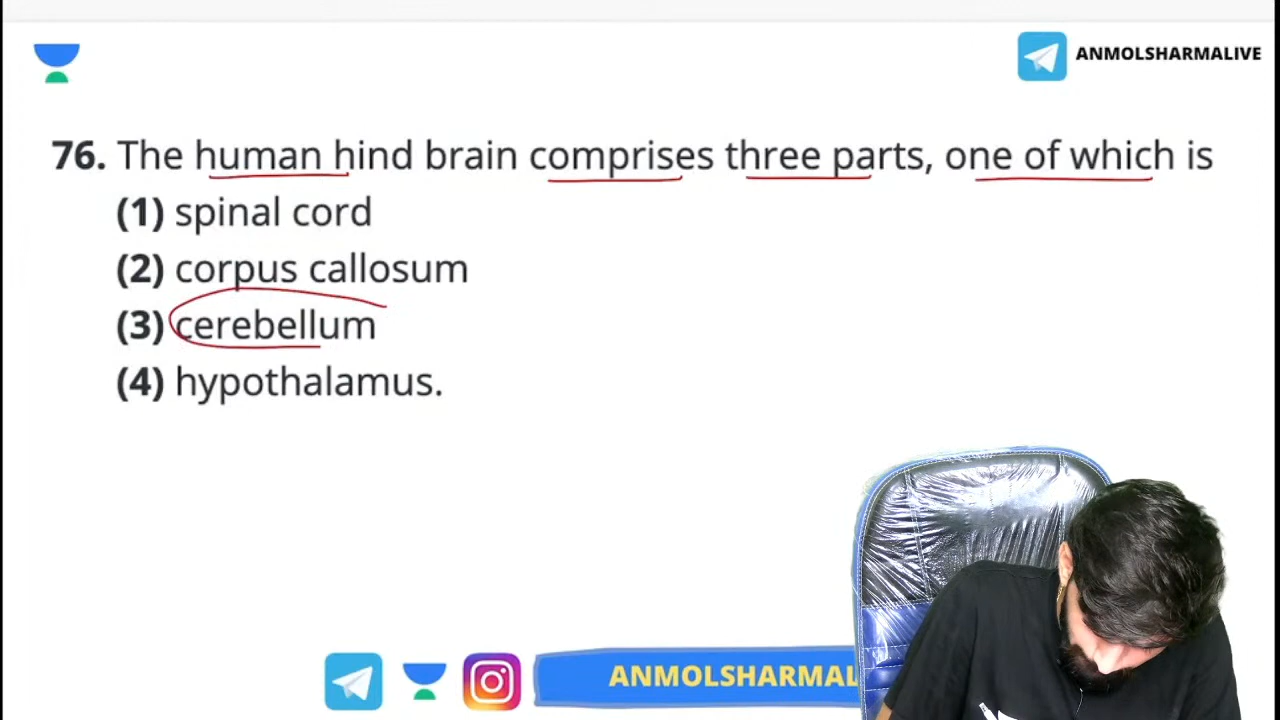 ANMOLSHARMALIVE
76. The human hind brain comprises three parts, one of which is
(1) spinal cord
(2) corpus callosum
(3) cerebellum
(4) hypothalamus.
ANMOLSHARMAL